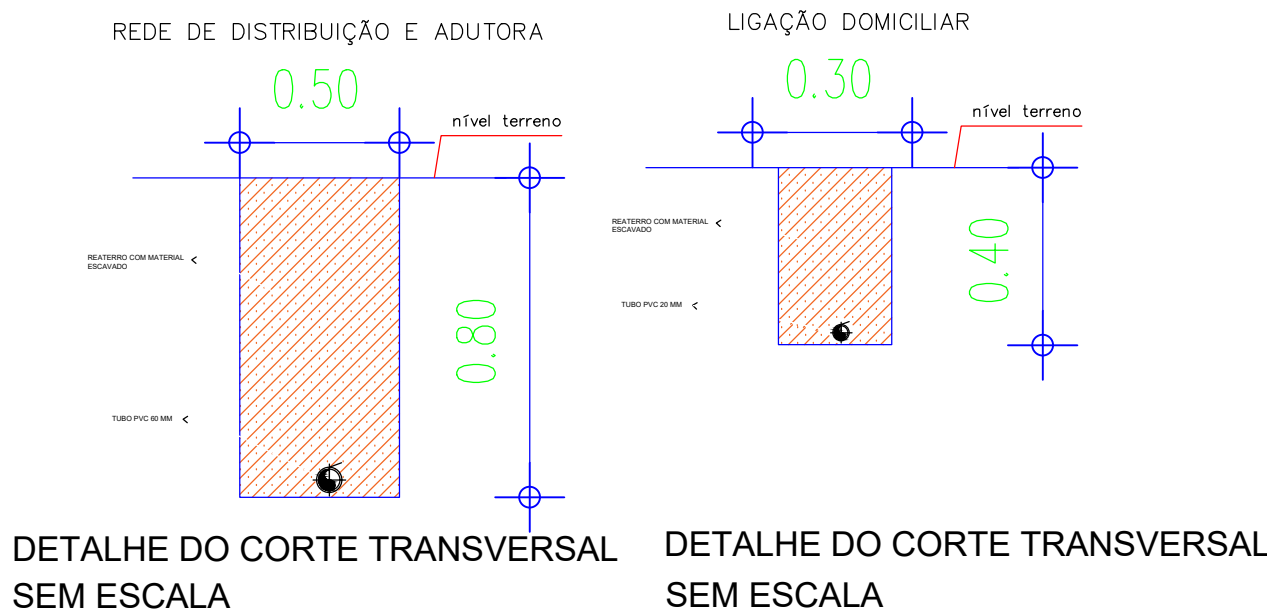 REDE DE DISTRIBUIÇÃO E ADUTORA
0.50
nível terreno
REATERRO COM MATERIAL
ESCAVADO
0.80
TUBO PVC 60 MM
DETALHE DO CORTE TRANSVERSAL
SEM ESCALA
LIGAÇÃO DOMICILIAR
0.30
nível terreno
REATERRO COM MATERIAL
ESCAVADO
0.40
TUBO PVC 20 MM
DETALHE DO CORTE TRANSVERSAL
SEM ESCALA